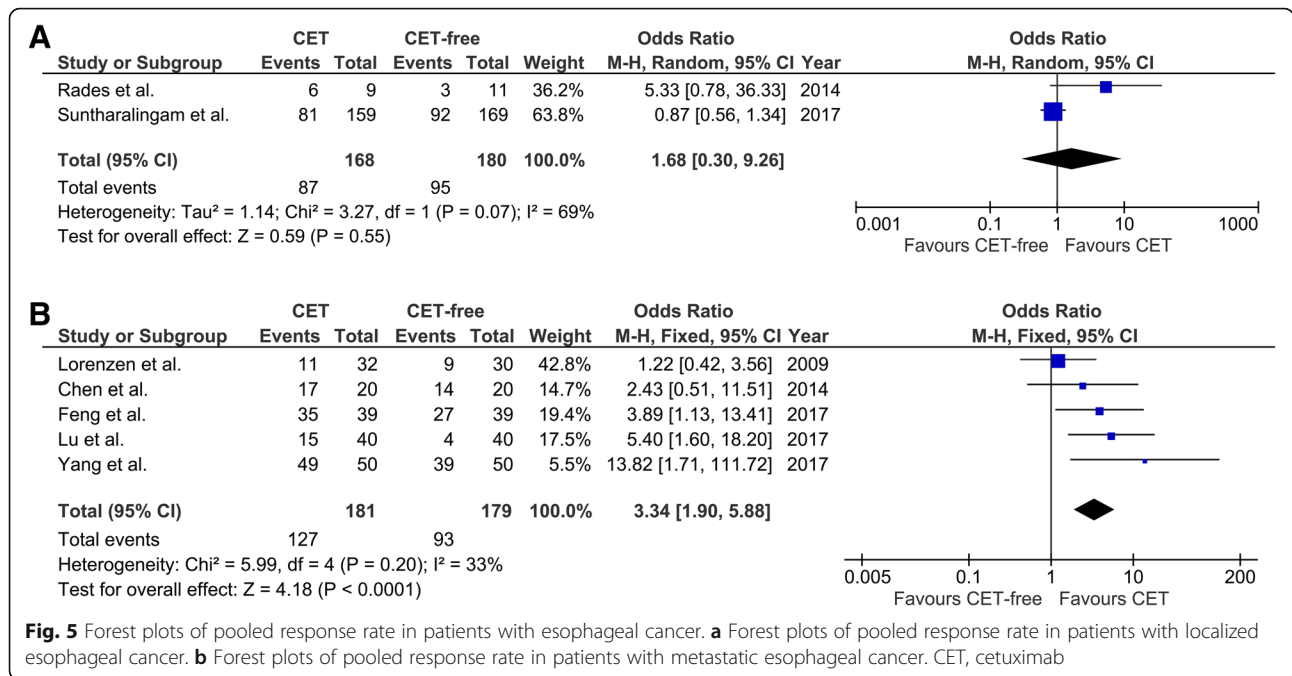 A
CET CET-free Odds Ratio Odds Ratio
Study or Subgroup Events Total Events Total Weight M-H, Random, 95% CI Year M-H, Random, 95% CI
Rades et al. 6 9 3 11 36.2% 5.33 [0.78, 36.33] 2014
Suntharalingam et al. 81 159 92 169 63.8% 0.87 [0.56, 1.34] 2017
Total (95% CI) 168 180 100.0% 1.68 [0.30, 9.26]
Total events 87 95
Heterogeneity: Tau² = 1.14; Chi² = 3.27, df = 1 (P = 0.07); I² = 69%
Test for overall effect: Z = 0.59 (P = 0.55)
0.001 0.1 1 10 1000
Favours CET-free Favours CET
B
CET CET-free Odds Ratio Odds Ratio
Study or Subgroup Events Total Events Total Weight M-H, Fixed, 95% CI Year M-H, Fixed, 95% CI
Lorenzen et al. 11 32 9 30 42.8% 1.22 [0.42, 3.56] 2009
Chen et al. 17 20 14 20 14.7% 2.43 [0.51, 11.51] 2014
Feng et al. 35 39 27 39 19.4% 3.89 [1.13, 13.41] 2017
Lu et al. 15 40 4 40 17.5% 5.40 [1.60, 18.20] 2017
Yang et al. 49 50 39 50 5.5% 13.82 [1.71, 111.72] 2017
Total (95% CI) 181 179 100.0% 3.34 [1.90, 5.88]
Total events 127 93
Heterogeneity: Chi² = 5.99, df = 4 (P = 0.20); I² = 33%
Test for overall effect: Z = 4.18 (P < 0.0001)
0.005 0.1 1 10 200
Favours CET-free Favours CET
Fig. 5 Forest plots of pooled response rate in patients with esophageal cancer. a Forest plots of pooled response rate in patients with localized
esophageal cancer. b Forest plots of pooled response rate in patients with metastatic esophageal cancer. CET, cetuximab